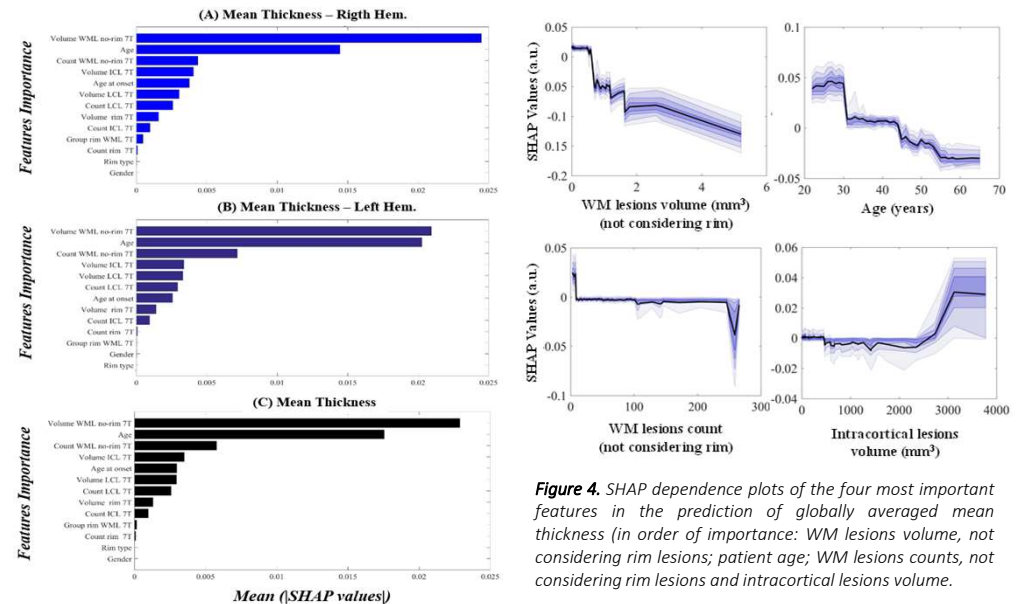 (A) Mean Thickness – Rigth Hem.
Features Importance
Volume WML no-rim 7T
Age
Count WML no-rim 7T
Volume ICL 7T
Age at onset
Volume LCL 7T
Count LCL 7T
Volume rim 7T
Count ICL 7T
Group rim WML 7T
Count rim 7T
Rim type
Gender
0 0.005 0.01 0.015 0.02 0.025
(B) Mean Thickness – Left Hem.
Features Importance
Volume WML no-rim 7T
Age
Count WML no-rim 7T
Volume ICL 7T
Volume LCL 7T
Count LCL 7T
Age at onset
Volume rim 7T
Count ICL 7T
Count rim 7T
Group rim WML 7T
Gender
Rim type
0 0.005 0.01 0.015 0.02 0.025
(C) Mean Thickness
Features Importance
Volume WML no-rim 7T
Age
Count WML no-rim 7T
Volume ICL 7T
Age at onset
Volume LCL 7T
Count LCL 7T
Volume rim 7T
Count ICL 7T
Group rim WML 7T
Count rim 7T
Rim type
Gender
0 0.005 0.01 0.015 0.02 0.025
Mean (|SHAP values|)
SHAP Values (a.u.)
0.05
0
-0.05
-0.1
-0.15
-0.2
0 2 4 6
WM lesions volume (mm³)
(not considering rim)
0.1
0.05
0
-0.05
20 30 40 50 60 70
Age (years)
SHAP Values (a.u.)
0.05
0
-0.05
-0.1
0 100 200 300
WM lesions count
(not considering rim)
0.06
0.04
0.02
0
-0.02
-0.04
0 1000 2000 3000 4000
Intracortical lesions
volume (mm³)
Figure 4. SHAP dependence plots of the four most important
features in the prediction of globally averaged mean
thickness (in order of importance: WM lesions volume, not
considering rim lesions; patient age; WM lesions counts, not
considering rim lesions and intracortical lesions volume.